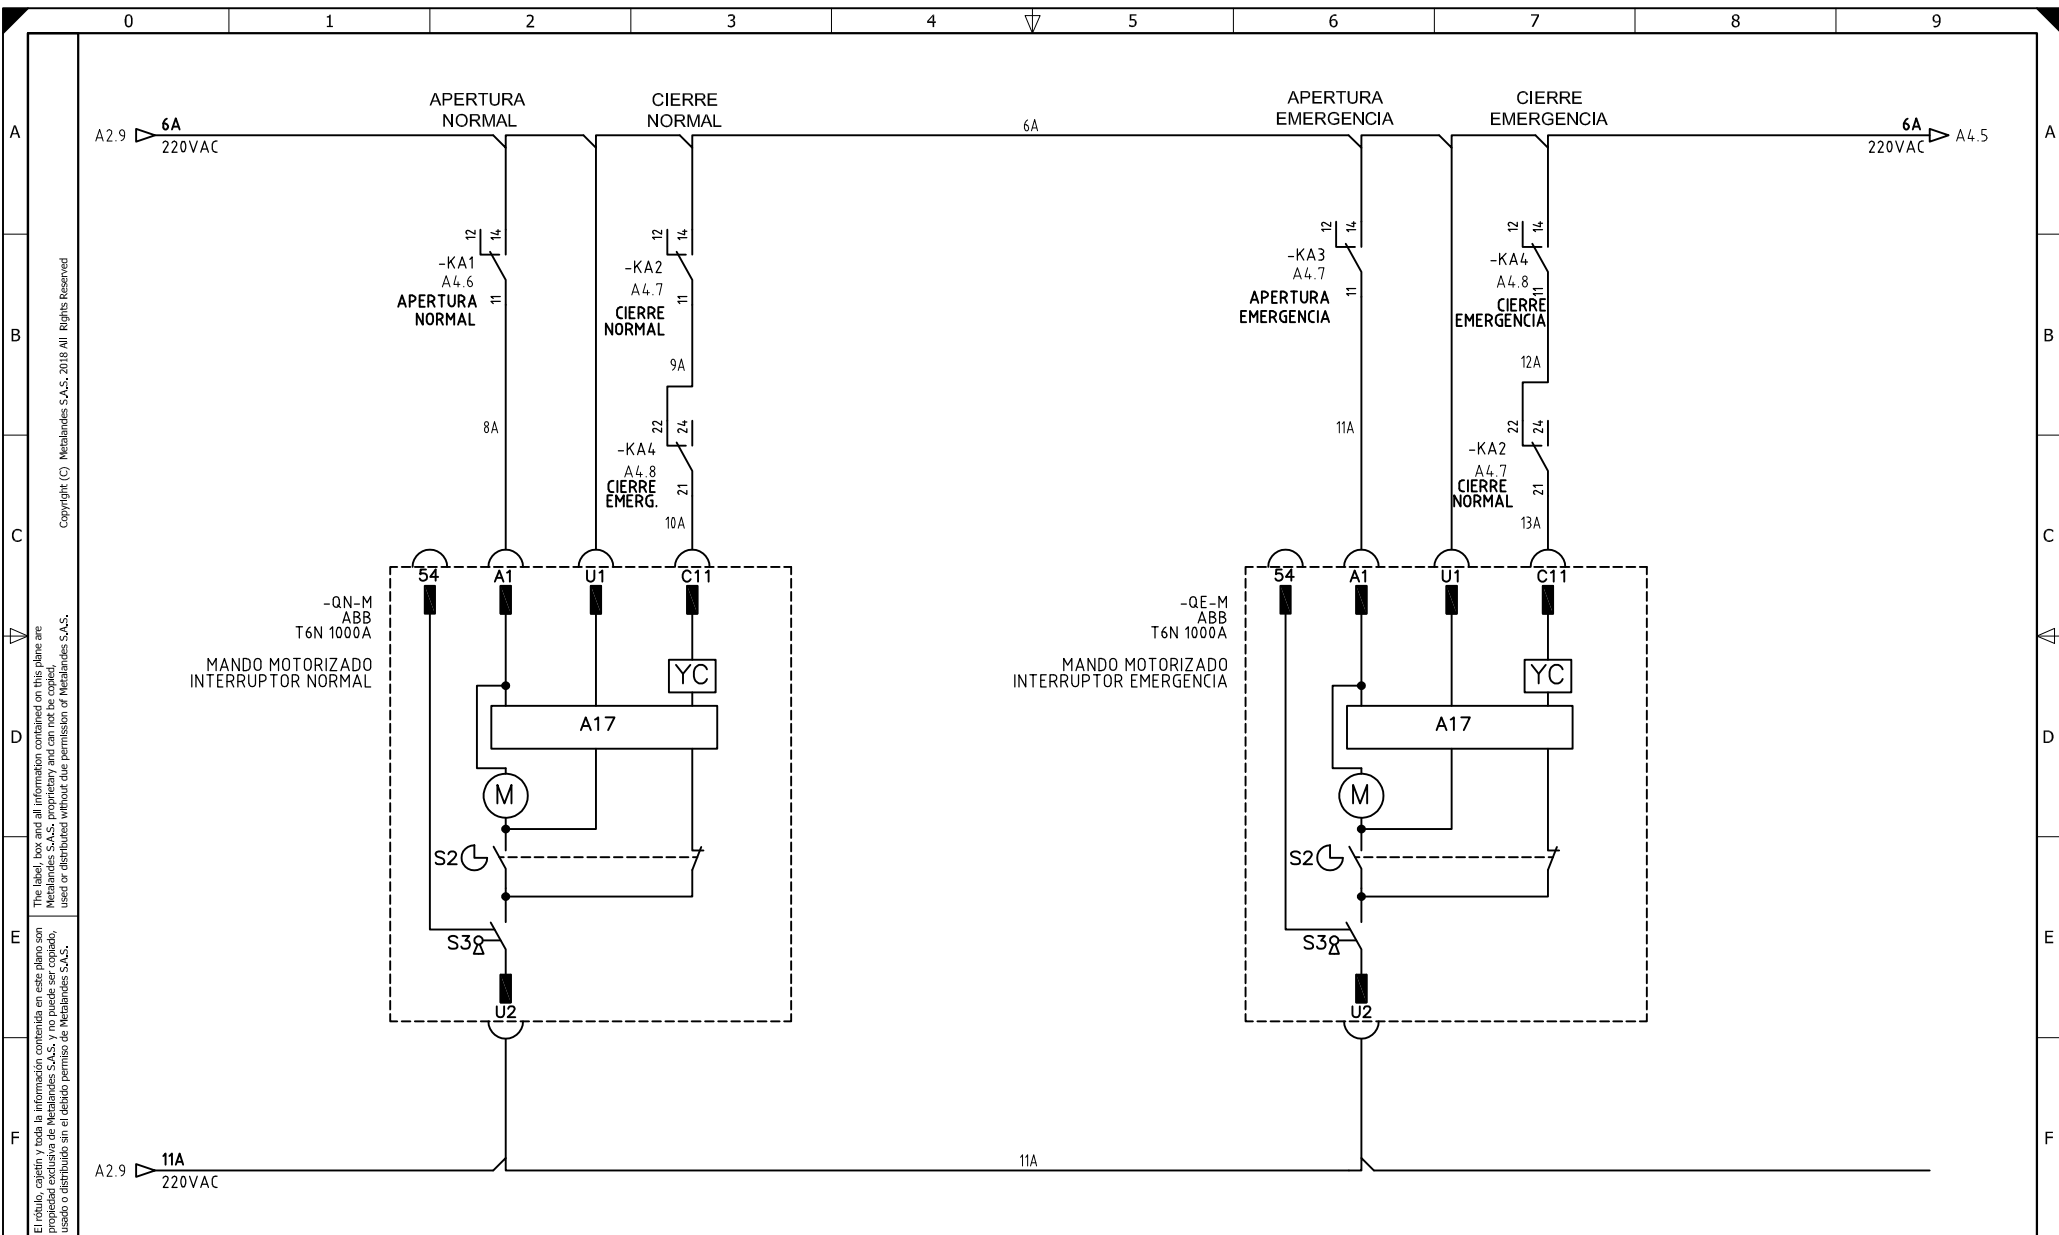 0 1 2 3 4 5 6 7 8 9
A
B
C
D
E
F
A
B
C
D
E
F
Copyright (C) Metalandes S.A.S. 2018 All Rights Reserved
The label, box and all information contained on this plane are
Metalandes S.A.S. proprietary and can not be copied,
used or distributed without due permission of Metalandes S.A.S.
El rótulo, cajetín y toda la información contenida en este plano son
propiedad exclusiva de Metalandes S.A.S. y no puede ser copiado,
usado o distribuido sin el debido permiso de Metalandes S.A.S.
A2.9
6A
220VAC
APERTURA
NORMAL
CIERRE
NORMAL
6A
APERTURA
EMERGENCIA
CIERRE
EMERGENCIA
6A
220VAC
A4.5
12 14
-KA1
A4.6
APERTURA
NORMAL
11
8A
12 14
-KA2
A4.7
CIERRE
NORMAL
11
9A
22 24
-KA4
A4.8
CIERRE
EMERG.
21
10A
12 14
-KA3
A4.7
APERTURA
EMERGENCIA
11
11A
12 14
-KA4
A4.8
11
CIERRE
EMERGENCIA
12A
22 24
-KA2
A4.7
CIERRE
NORMAL
21
13A
54 A1 U1 C11
-QN-M
ABB
T6N 1000A
MANDO MOTORIZADO
INTERRUPTOR NORMAL
YC
A17
M
S2
S3
U2
54 A1 U1 C11
-QE-M
ABB
T6N 1000A
MANDO MOTORIZADO
INTERRUPTOR EMERGENCIA
YC
A17
M
S2
S3
U2
A2.9
11A
220VAC
11A